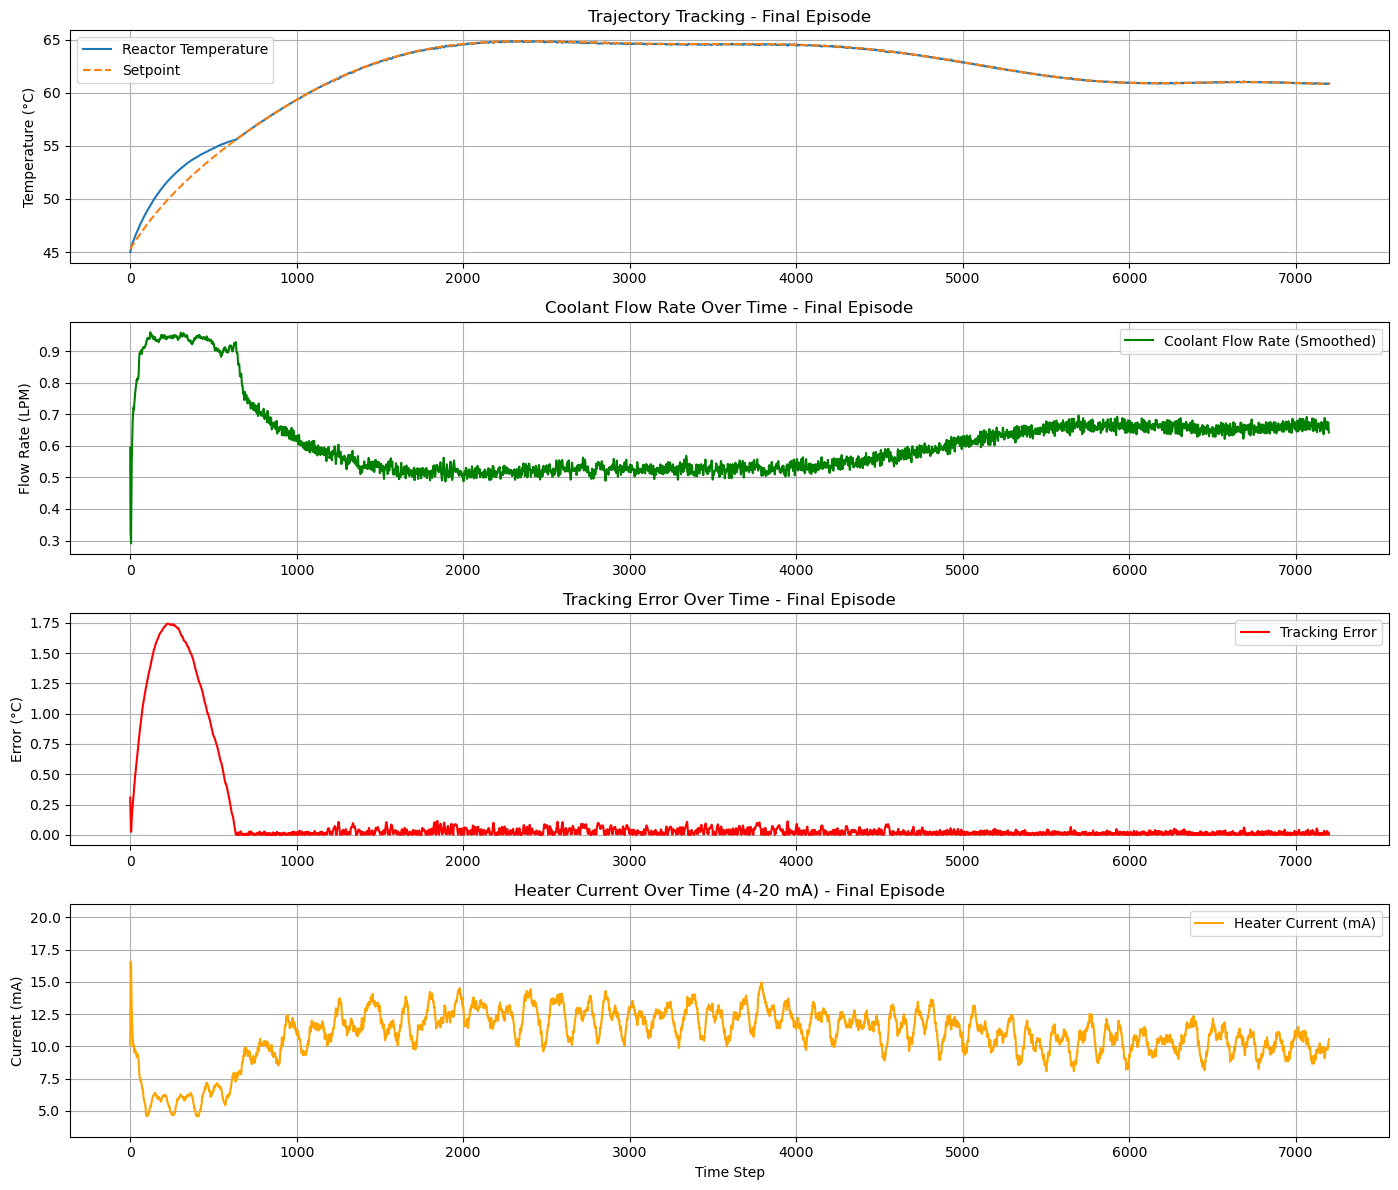 Trajectory Tracking - Final Episode
Temperature (°C)
65
60
55
50
45
Reactor Temperature
Setpoint
0 1000 2000 3000 4000 5000 6000 7000
Coolant Flow Rate Over Time - Final Episode
Flow Rate (LPM)
0.9
0.8
0.7
0.6
0.5
0.4
0.3
Coolant Flow Rate (Smoothed)
0 1000 2000 3000 4000 5000 6000 7000
Tracking Error Over Time - Final Episode
Error (°C)
1.75
1.50
1.25
1.00
0.75
0.50
0.25
0.00
Tracking Error
0 1000 2000 3000 4000 5000 6000 7000
Heater Current Over Time (4-20 mA) - Final Episode
Current (mA)
20.0
17.5
15.0
12.5
10.0
7.5
5.0
Heater Current (mA)
0 1000 2000 3000 4000 5000 6000 7000
Time Step